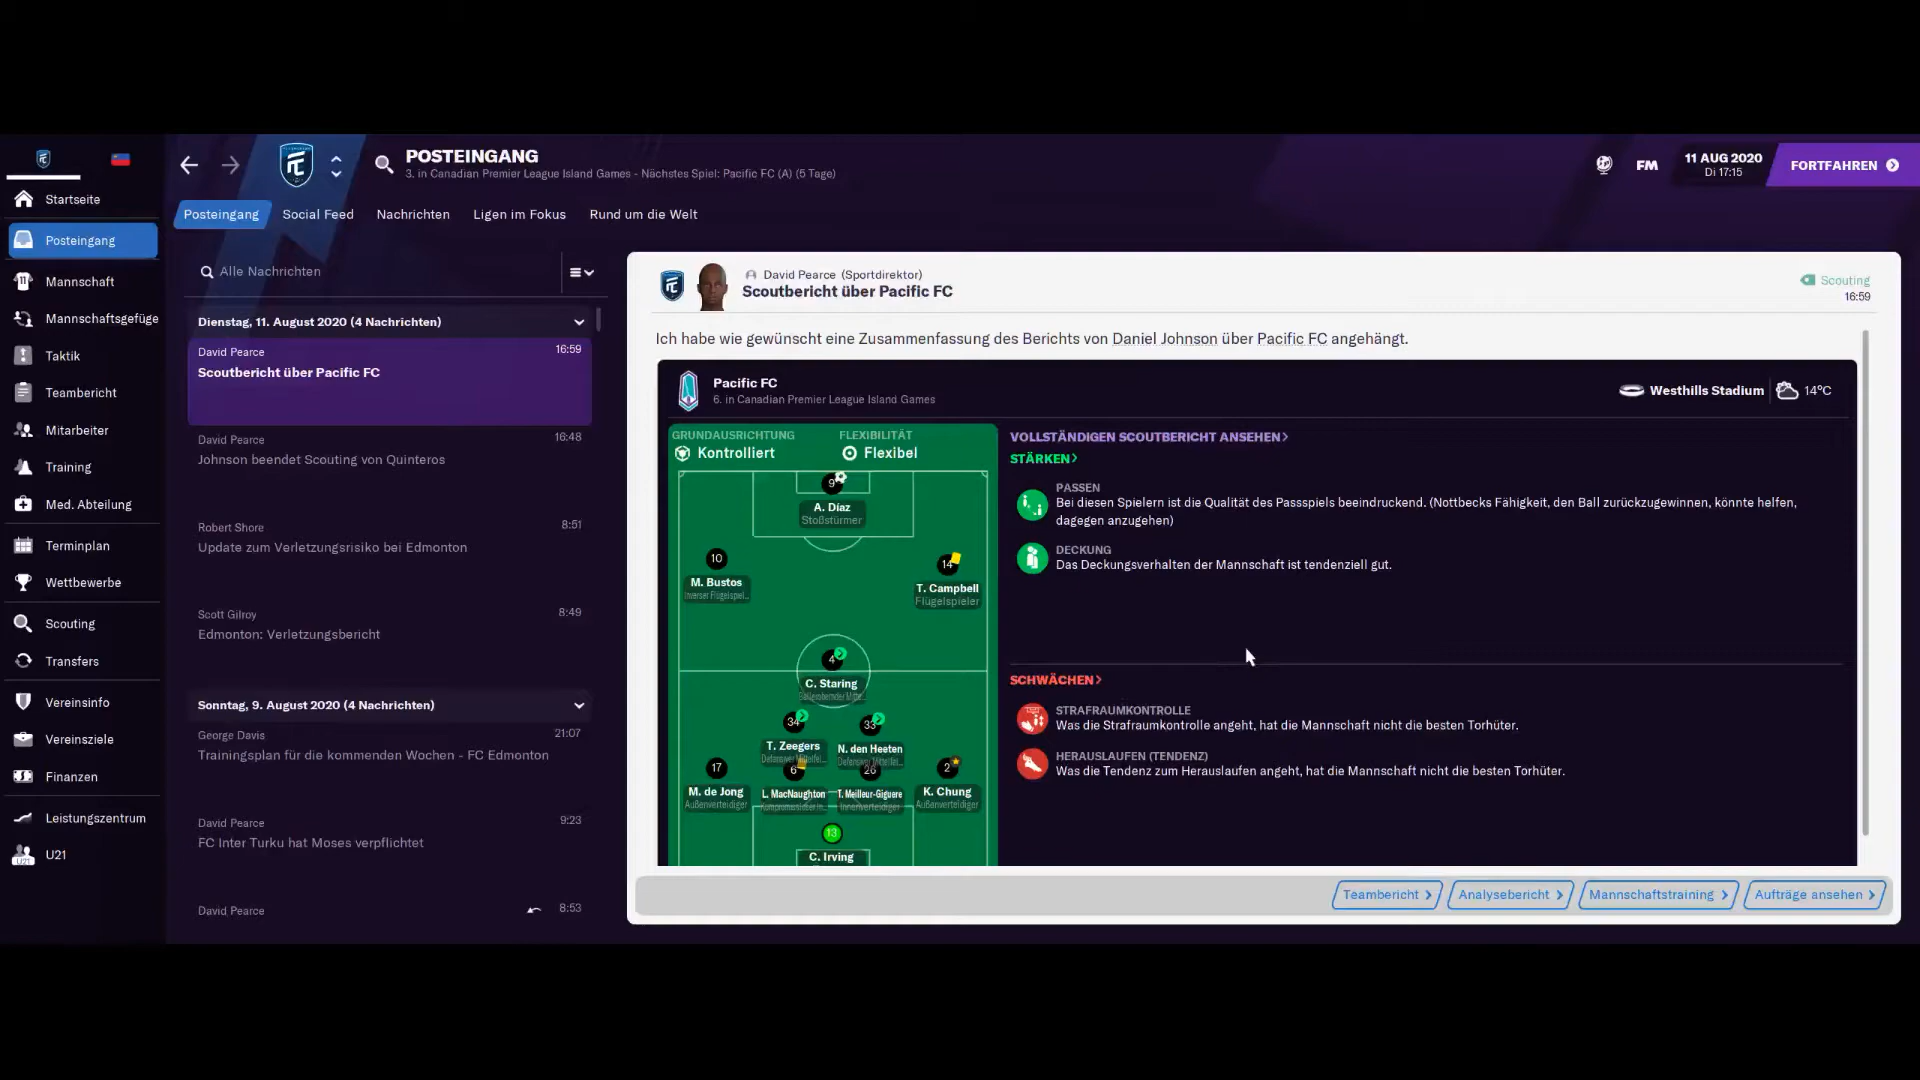 POSTEINGANG
3. in Canadian Premier League Island Games - Nächstes Spiel: Pacific FC (A) (5 Tage)
FM
11 AUG 2020
Di 17:15
FORTFAHREN
Startseite
Posteingang
Mannschaft
Mannschaftsgefüge
Taktik
Teambericht
Mitarbeiter
Training
Med. Abteilung
Terminplan
Wettbewerbe
Scouting
Transfers
Vereinsinfo
Vereinsziele
Finanzen
Leistungszentrum
U21
Posteingang
Social Feed
Nachrichten
Ligen im Fokus
Rund um die Welt
Alle Nachrichten
Dienstag, 11. August 2020 (4 Nachrichten)
David Pearce 16:59
Scoutbericht über Pacific FC
David Pearce 16:48
Johnson beendet Scouting von Quinteros
Robert Shore 8:51
Update zum Verletzungsrisiko bei Edmonton
Scott Gilroy 8:49
Edmonton: Verletzungsbericht
Sonntag, 9. August 2020 (4 Nachrichten)
George Davis 21:07
Trainingsplan für die kommenden Wochen - FC Edmonton
David Pearce 9:23
FC Inter Turku hat Moses verpflichtet
David Pearce 8:53
David Pearce (Sportdirektor)
Scoutbericht über Pacific FC
Scouting
16:59
Ich habe wie gewünscht eine Zusammenfassung des Berichts von Daniel Johnson über Pacific FC angehängt.
Pacific FC
6. in Canadian Premier League Island Games
Westhills Stadium
14°C
GRUNDAUSRICHTUNG
Kontrolliert
FLEXIBILITÄT
Flexibel
9
A. Díaz
Stoßstürmer
10
M. Bustos
Inverser Flügelspiel...
14
T. Campbell
Flügelspieler
4
C. Staring
34
T. Zeegers
Defensiver Mittelfel...
33
N. den Heeten
Defensiver Mittelfel...
17
M. de Jong
Außenverteidiger
6
L. MacNaughton
26
T. Meilleur-Giguère
Innenverteidiger
2
K. Chung
Außenverteidiger
13
C. Irving
VOLLSTÄNDIGEN SCOUTBERICHT ANSEHEN
STÄRKEN
PASSEN
Bei diesen Spielern ist die Qualität des Passspiels beeindruckend. (Nottbecks Fähigkeit, den Ball zurückzugewinnen, könnte helfen,
dagegen anzugehen)
DECKUNG
Das Deckungsverhalten der Mannschaft ist tendenziell gut.
SCHWÄCHEN
STRAFRAUMKONTROLLE
Was die Strafraumkontrolle angeht, hat die Mannschaft nicht die besten Torhüter.
HERAUSLAUFEN (TENDENZ)
Was die Tendenz zum Herauslaufen angeht, hat die Mannschaft nicht die besten Torhüter.
Teambericht
Analysebericht
Mannschaftstraining
Aufträge ansehen